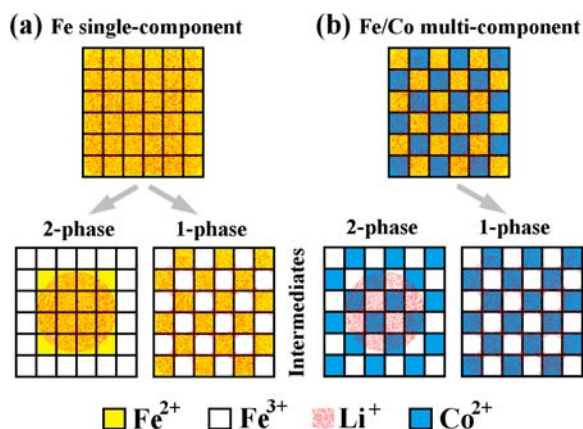 (a) Fe single-component
(b) Fe/Co multi-component
2-phase 1-phase
2-phase 1-phase
Intermediates
Fe²⁺ Fe³⁺ Li⁺ Co²⁺